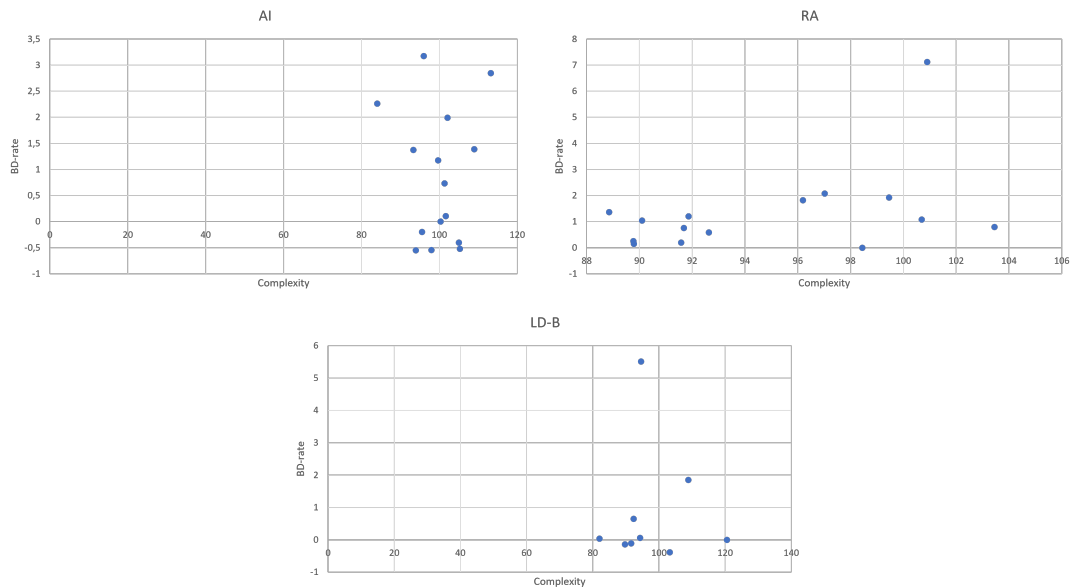 AI
3,5
3
2,5
2
1,5
1
0,5
0
-0,5
-1
0 20 40 60 80 100 120
BD-rate
Complexity
RA
8
7
6
5
4
3
2
1
0
-1
88 90 92 94 96 98 100 102 104 106
BD-rate
Complexity
LD-B
6
5
4
3
2
1
0
-1
0 20 40 60 80 100 120 140
BD-rate
Complexity